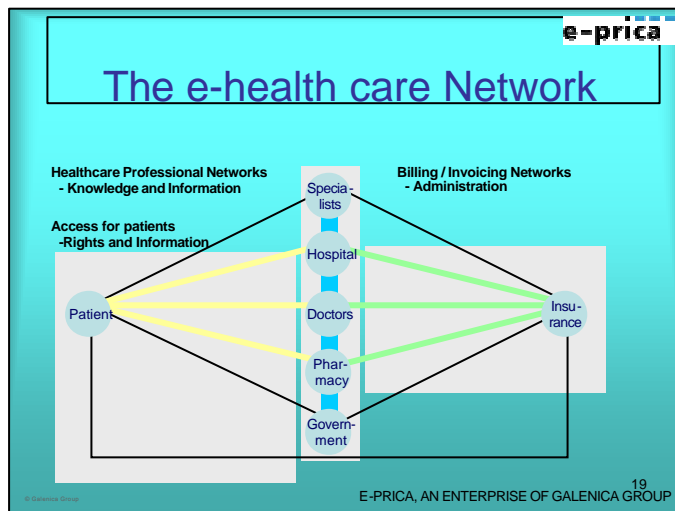 e-prica
The e-health care Network
Healthcare Professional Networks
- Knowledge and Information
Access for patients
-Rights and Information
Billing / Invoicing Networks
- Administration
Specia-
lists
Hospital
Patient
Doctors
Insu-
rance
Phar-
macy
Govern-
ment
© Galenica Group
19
E-PRICA, AN ENTERPRISE OF GALENICA GROUP